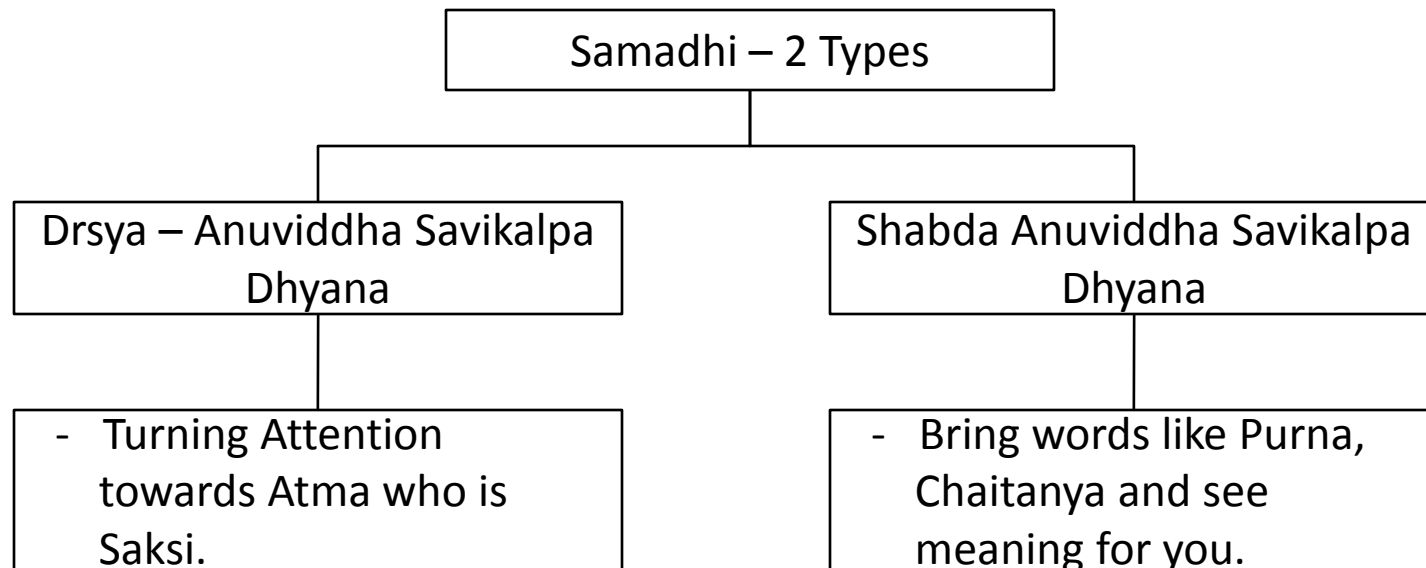 Samadhi – 2 Types
Drsya – Anuviddha Savikalpa
Dhyana
Shabda Anuviddha Savikalpa
Dhyana
- Turning Attention
towards Atma who is
Saksi.
- Bring words like Purna,
Chaitanya and see
meaning for you.